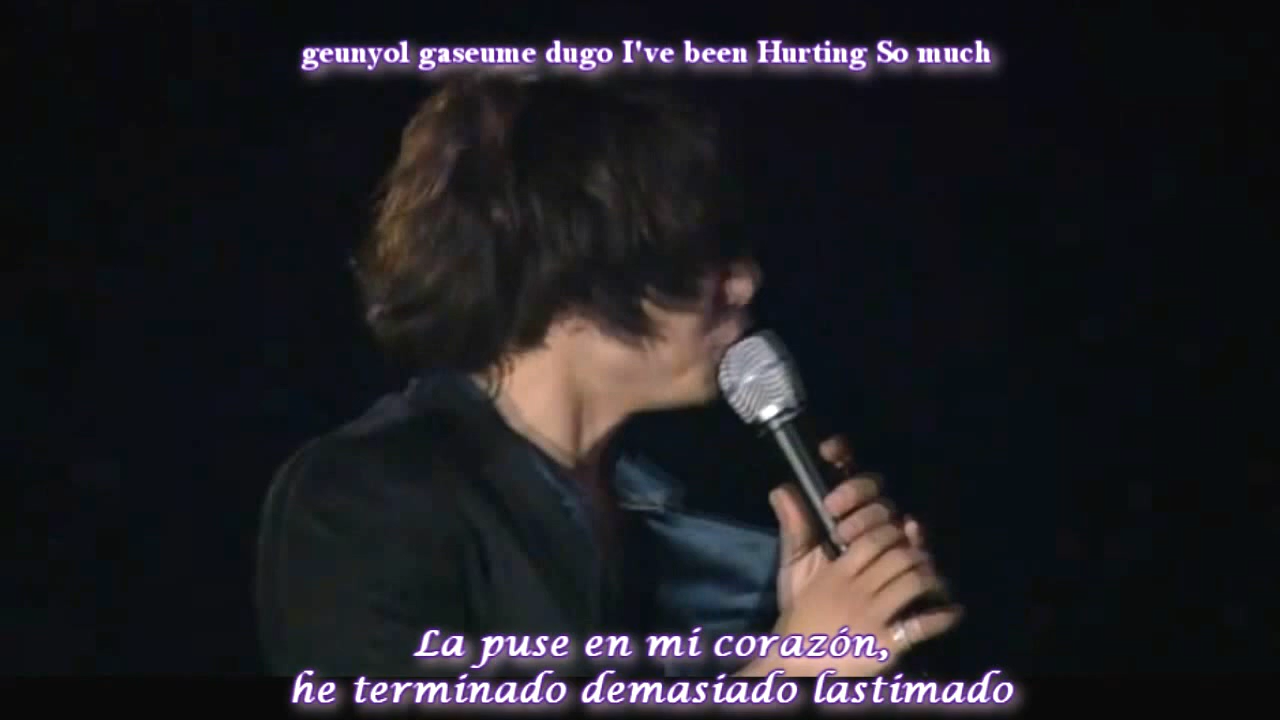 geunyol gaseume dugo I've been Hurting So much
La puse en mi corazón,
he terminado demasiado lastimado